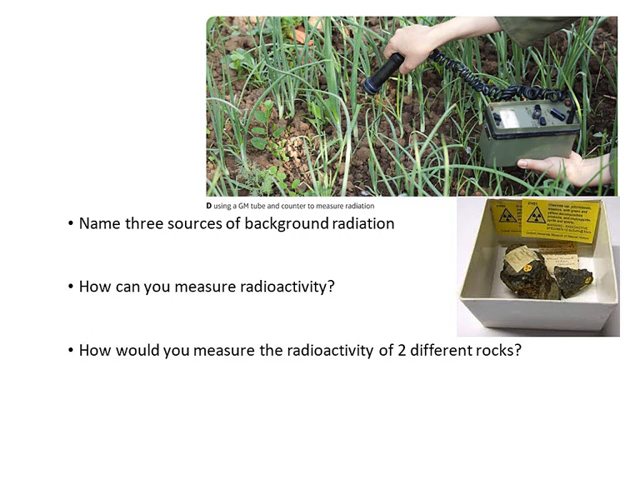 D using a GM tube and counter to measure radiation
• Name three sources of background radiation
• How can you measure radioactivity?
• How would you measure the radioactivity of 2 different rocks?